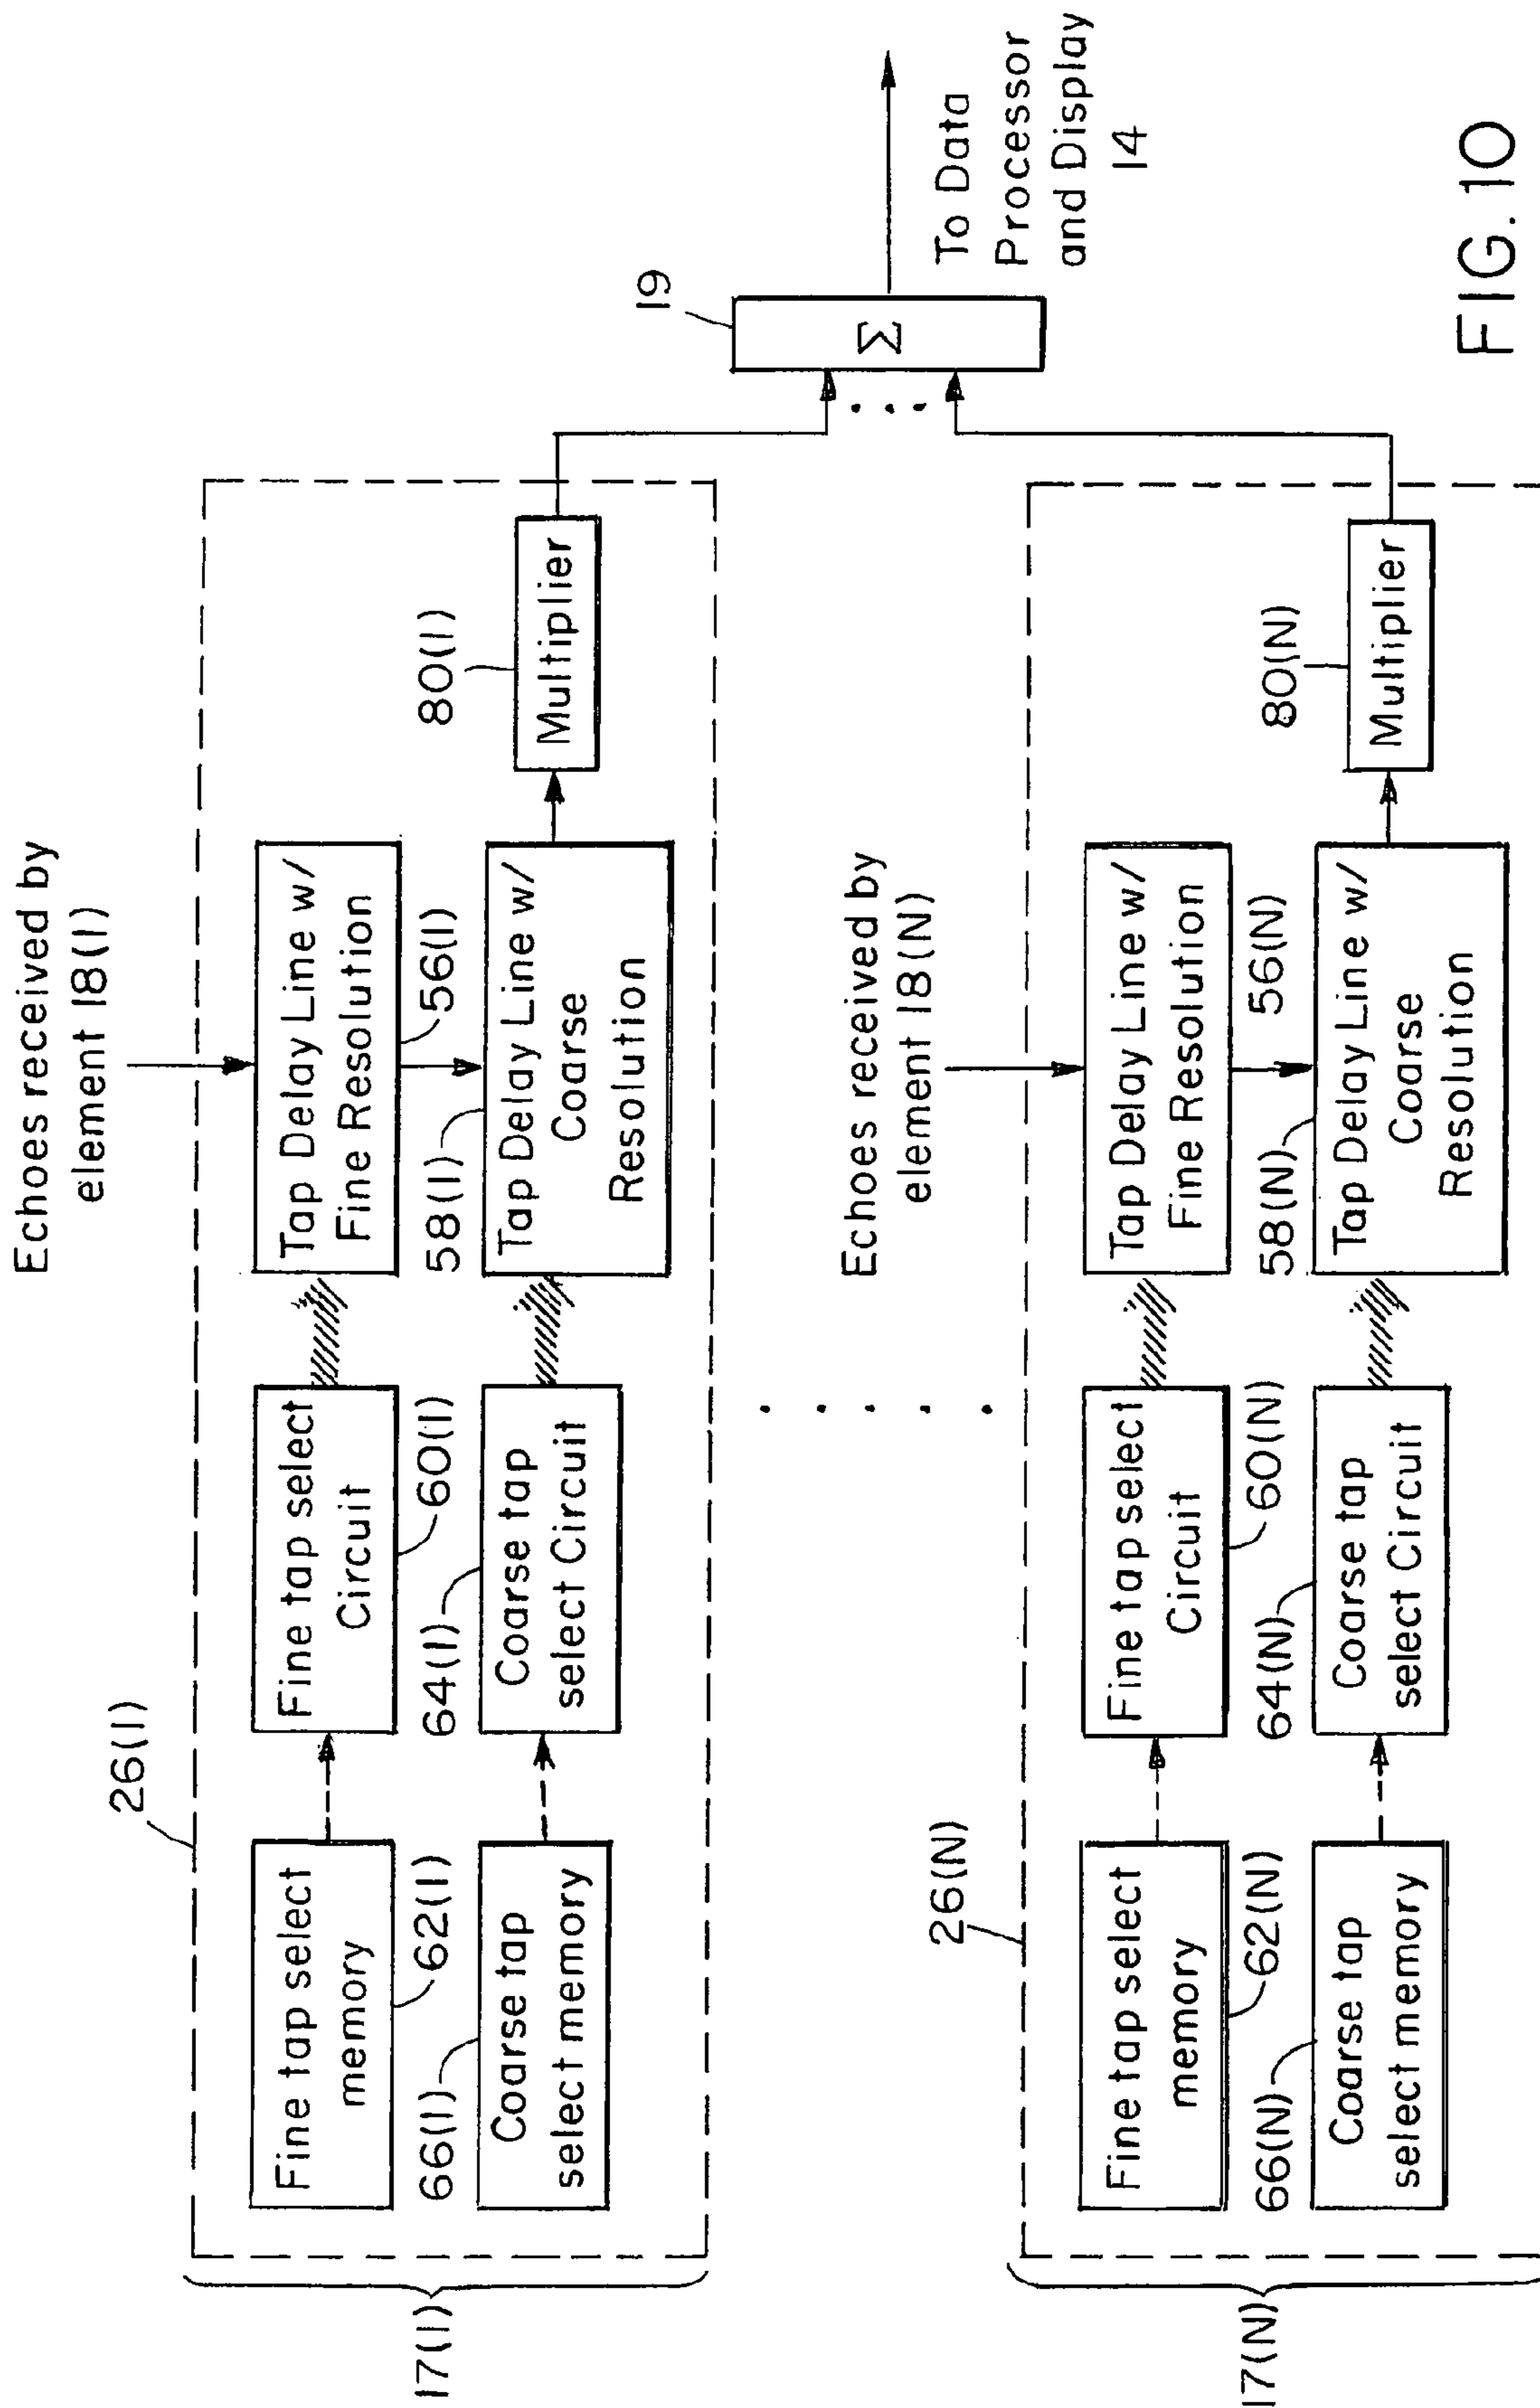 17(1)
26(1)
Fine tap select
memory
62(1)
66(1)
Coarse tap
select memory
Fine tap select
Circuit
60(1)
64(1)
Coarse tap
select Circuit
Echoes received by
element 18(1)
Tap Delay Line w/
Fine Resolution
56(1)
58(1)
Tap Delay Line w/
Coarse
Resolution
80(1)
Multiplier
17(N)
26(N)
Fine tap select
memory
62(N)
66(N)
Coarse tap
select memory
Fine tap select
Circuit
60(N)
64(N)
Coarse tap
select Circuit
Echoes received by
element 18(N)
Tap Delay Line w/
Fine Resolution
56(N)
58(N)
Tap Delay Line w/
Coarse
Resolution
80(N)
Multiplier
19
Σ
To Data
Processor
and Display
14
FIG. 10